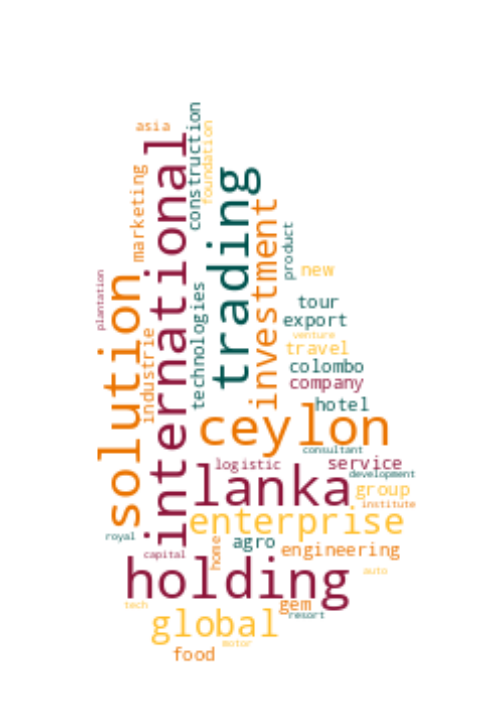 asia
construction
foundation
international
marketing
trading
investment
product
plantation
solution
new
technologies
tour
export
industrie
venture
travel
colombo
company
hotel
ceylon
consultant
logistic
service
lanka
development
group
institute
enterprise
royal
home
agro
engineering
capital
holding
auto
tech
gem
resort
global
motor
food